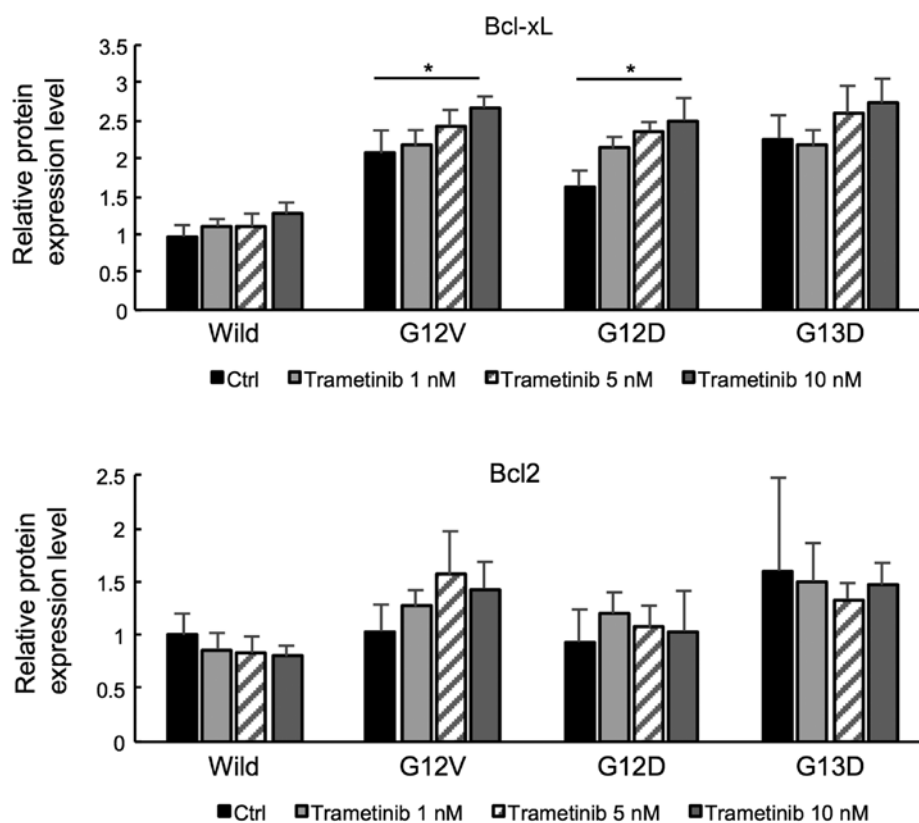 Bcl-xL
Relative protein
expression level
3.5
3
2.5
2
1.5
1
0.5
0
*
*
Wild G12V G12D G13D
Ctrl Trametinib 1 nM Trametinib 5 nM Trametinib 10 nM
Bcl2
Relative protein
expression level
2.5
2
1.5
1
0.5
0
Wild G12V G12D G13D
Ctrl Trametinib 1 nM Trametinib 5 nM Trametinib 10 nM